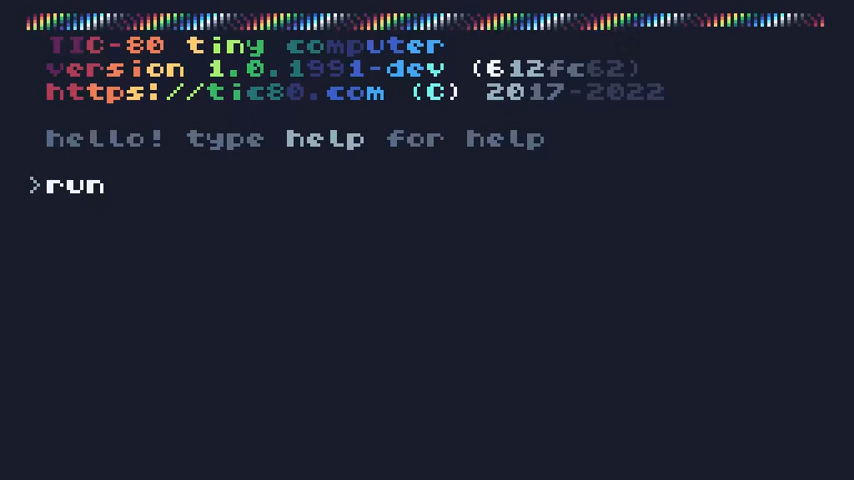 TIC-80 tiny computer
version 1.0.1991-dev (612fc62)
https://tic80.com (C) 2017-2022
hello! type help for help
>run